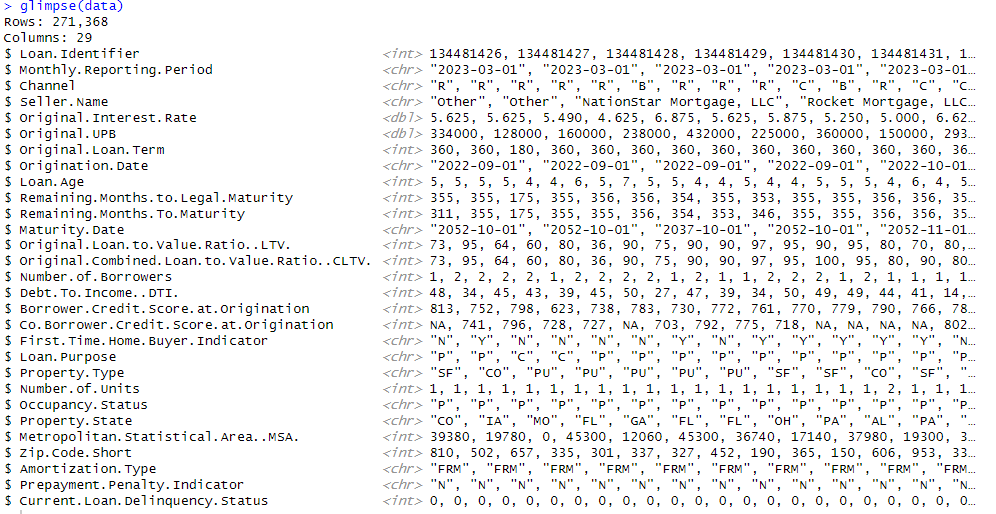 > glimpse(data)
Rows: 271,368
Columns: 29
$ Loan.Identifier <int> 134481426, 134481427, 134481428, 134481429, 134481430, 134481431, 1…
$ Monthly.Reporting.Period <chr> "2023-03-01", "2023-03-01", "2023-03-01", "2023-03-01", "2023-03-01…
$ Channel <chr> "R", "R", "R", "R", "R", "B", "R", "R", "R", "C", "B", "R", "C", "C…
$ Seller.Name <chr> "Other", "Other", "NationStar Mortgage, LLC", "Rocket Mortgage, LLC…
$ Original.Interest.Rate <dbl> 5.625, 5.625, 5.490, 4.625, 6.875, 5.625, 5.875, 5.250, 5.000, 6.62…
$ Original.UPB <dbl> 334000, 128000, 160000, 238000, 432000, 225000, 360000, 150000, 293…
$ Original.Loan.Term <int> 360, 360, 180, 360, 360, 360, 360, 360, 360, 360, 360, 360, 360, 36…
$ Origination.Date <chr> "2022-09-01", "2022-09-01", "2022-09-01", "2022-09-01", "2022-10-01…
$ Loan.Age <int> 5, 5, 5, 5, 4, 4, 6, 5, 7, 5, 5, 4, 4, 5, 4, 4, 5, 5, 5, 4, 6, 4, 5…
$ Remaining.Months.to.Legal.Maturity <int> 355, 355, 175, 355, 356, 356, 354, 355, 353, 355, 355, 356, 356, 35…
$ Remaining.Months.To.Maturity <int> 311, 355, 175, 355, 355, 356, 354, 353, 346, 355, 355, 356, 356, 35…
$ Maturity.Date <chr> "2052-10-01", "2052-10-01", "2037-10-01", "2052-10-01", "2052-11-01…
$ Original.Loan.to.Value.Ratio..LTV. <int> 73, 95, 64, 60, 80, 36, 90, 75, 90, 90, 97, 95, 90, 95, 80, 70, 80,…
$ Original.Combined.Loan.to.Value.Ratio..CLTV. <int> 73, 95, 64, 60, 80, 36, 90, 75, 90, 90, 97, 95, 100, 95, 80, 90, 80…
$ Number.of.Borrowers <int> 1, 2, 2, 2, 2, 1, 2, 2, 2, 2, 1, 2, 1, 1, 2, 2, 2, 1, 2, 1, 1, 1, 1…
$ Debt.To.Income..DTI. <int> 48, 34, 45, 43, 39, 45, 50, 27, 47, 39, 34, 50, 49, 49, 44, 41, 14,…
$ Borrower.Credit.Score.at.Origination <int> 813, 752, 798, 623, 738, 783, 730, 772, 761, 770, 779, 790, 766, 78…
$ Co.Borrower.Credit.Score.at.Origination <int> NA, 741, 796, 728, 727, NA, 703, 792, 775, 718, NA, NA, NA, NA, 802…
$ First.Time.Home.Buyer.Indicator <chr> "N", "Y", "N", "N", "N", "N", "Y", "N", "Y", "Y", "Y", "Y", "Y", "N…
$ Loan.Purpose <chr> "P", "P", "C", "C", "P", "P", "P", "P", "P", "P", "P", "P", "P", "P…
$ Property.Type <chr> "SF", "CO", "PU", "PU", "PU", "PU", "PU", "SF", "SF", "CO", "SF", "…
$ Number.of.Units <int> 1, 1, 1, 1, 1, 1, 1, 1, 1, 1, 1, 1, 1, 1, 1, 1, 1, 1, 1, 2, 1, 1, 1…
$ Occupancy.Status <chr> "P", "P", "P", "P", "P", "P", "P", "P", "P", "P", "P", "P", "P", "P…
$ Property.State <chr> "CO", "IA", "MO", "FL", "GA", "FL", "FL", "OH", "PA", "AL", "PA", "…
$ Metropolitan.Statistical.Area..MSA. <int> 39380, 19780, 0, 45300, 12060, 45300, 36740, 17140, 37980, 19300, 3…
$ Zip.Code.Short <int> 810, 502, 657, 335, 301, 337, 327, 452, 190, 365, 150, 606, 953, 33…
$ Amortization.Type <chr> "FRM", "FRM", "FRM", "FRM", "FRM", "FRM", "FRM", "FRM", "FRM", "FRM…
$ Prepayment.Penalty.Indicator <chr> "N", "N", "N", "N", "N", "N", "N", "N", "N", "N", "N", "N", "N", "N…
$ Current.Loan.Delinquency.Status <int> 0, 0, 0, 0, 0, 0, 0, 0, 0, 0, 0, 0, 0, 0, 0, 0, 0, 0, 0, 0, 0, 0, 0…